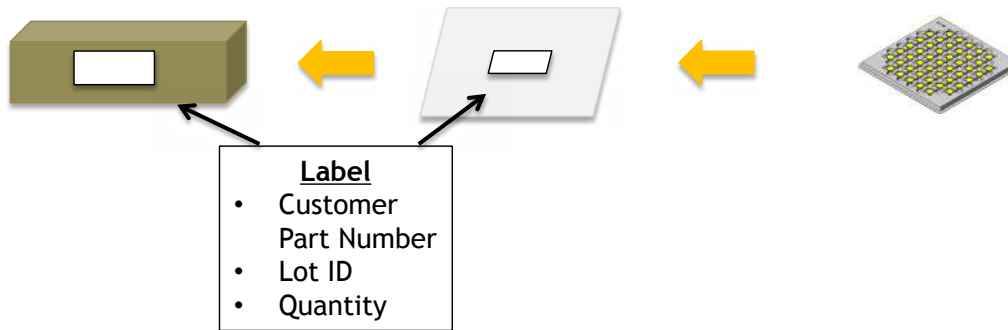 Label
• Customer
Part Number
• Lot ID
• Quantity